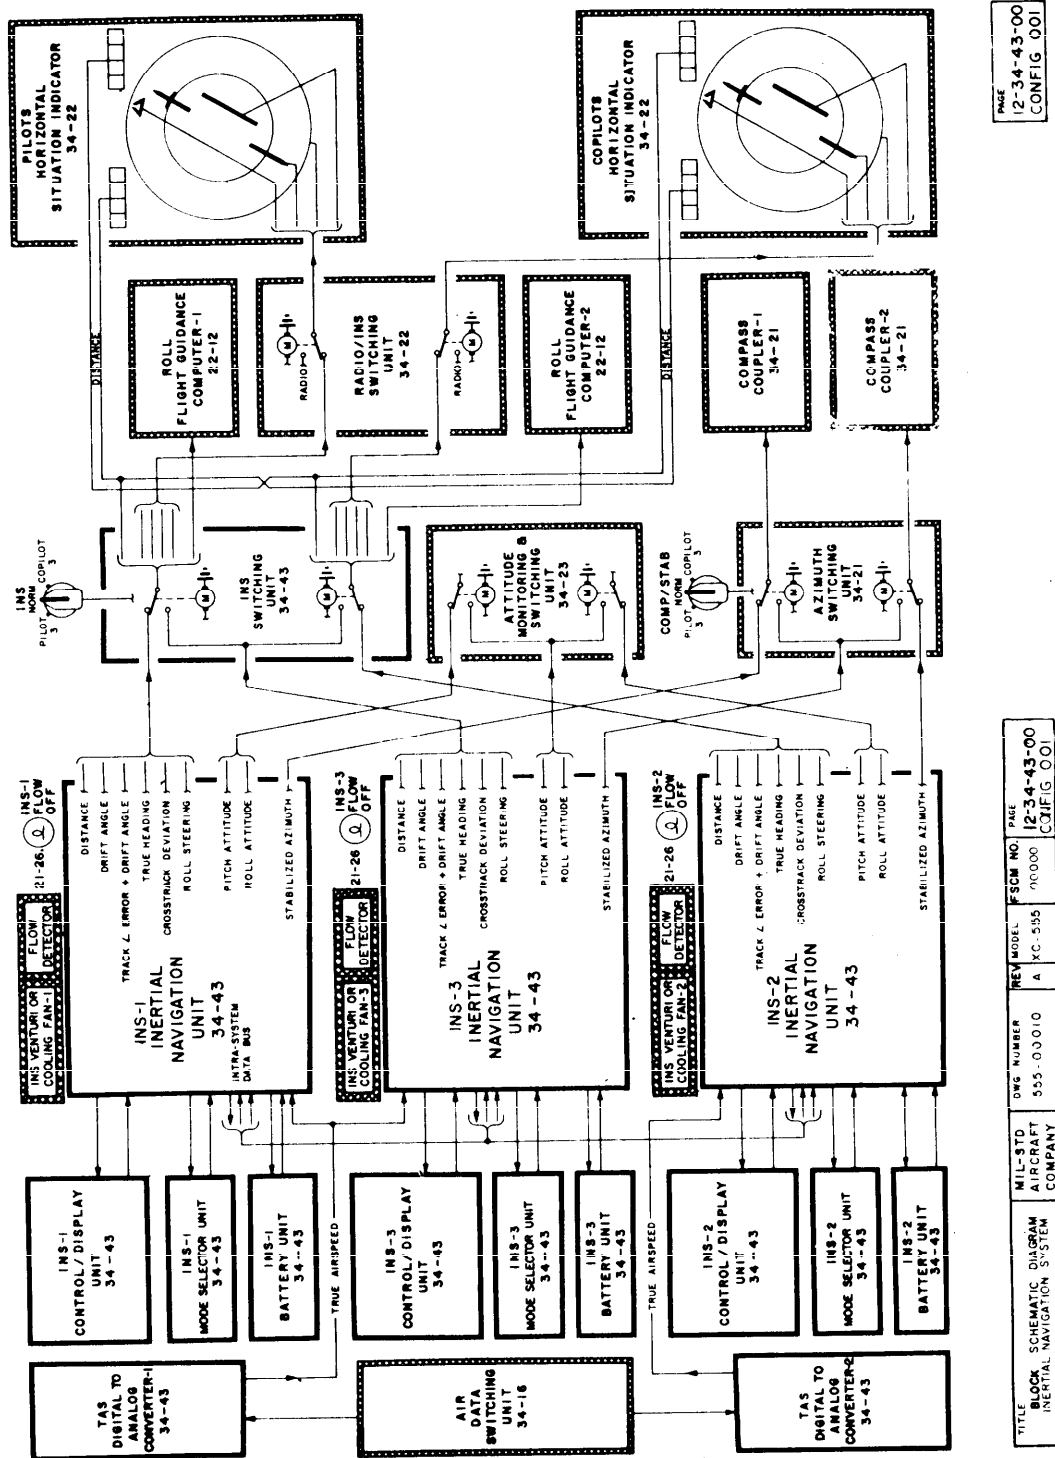 PILOTS
HORIZONTAL
SITUATION INDICATOR
34-22
COPILOTS
HORIZONTAL
SITUATION INDICATOR
34-22
DISTANCE
ROLL
FLIGHT GUIDANCE
COMPUTER-1
22-12
RADIO
M
RADIO/INS
SWITCHING
UNIT
34-22
RADIO
M
ROLL
FLIGHT GUIDANCE
COMPUTER-2
22-12
DISTANCE
COMPASS
COUPLER-1
34-21
COMPASS
COUPLER-2
34-21
INS
NORM
PILOT COPILOT
3 3
M
INS
SWITCHING
UNIT
34-43
M
M
ATTITUDE
MONITORING &
SWITCHING
UNIT
34-23
M
COMP/STAB
NORM
PILOT COPILOT
3 3
M
AZIMUTH
SWITCHING
UNIT
34-21
M
INS VENTURI OR
COOLING FAN-1
FLOW
DETECTOR
21-26
INS-1
FLOW
OFF
DISTANCE
DRIFT ANGLE
TRACK ∠ ERROR + DRIFT ANGLE
TRUE HEADING
CROSSTRACK DEVIATION
ROLL STEERING
PITCH ATTITUDE
ROLL ATTITUDE
STABILIZED AZIMUTH
INS-1
INERTIAL
NAVIGATION
UNIT
34-43
INTRA-SYSTEM
DATA BUS
INS VENTURI OR
COOLING FAN-3
FLOW
DETECTOR
21-26
INS-3
FLOW
OFF
DISTANCE
DRIFT ANGLE
TRACK ∠ ERROR + DRIFT ANGLE
TRUE HEADING
CROSSTRACK DEVIATION
ROLL STEERING
PITCH ATTITUDE
ROLL ATTITUDE
STABILIZED AZIMUTH
INS-3
INERTIAL
NAVIGATION
UNIT
34-43
INS VENTURI OR
COOLING FAN-2
FLOW
DETECTOR
21-26
INS-2
FLOW
OFF
DISTANCE
DRIFT ANGLE
TRACK ∠ ERROR + DRIFT ANGLE
TRUE HEADING
CROSSTRACK DEVIATION
ROLL STEERING
PITCH ATTITUDE
ROLL ATTITUDE
STABILIZED AZIMUTH
INS-2
INERTIAL
NAVIGATION
UNIT
34-43
INS-1
CONTROL/DISPLAY
UNIT
34-43
INS-1
MODE SELECTOR UNIT
34-43
INS-1
BATTERY UNIT
34-43
TRUE AIRSPEED
INS-3
CONTROL/DISPLAY
UNIT
34-43
INS-3
MODE SELECTOR UNIT
34-43
INS-3
BATTERY UNIT
34-43
TRUE AIRSPEED
INS-2
CONTROL/DISPLAY
UNIT
34-43
INS-2
MODE SELECTOR UNIT
34-43
INS-2
BATTERY UNIT
34-43
TAS
DIGITAL TO
ANALOG
CONVERTER-1
34-43
AIR
DATA
SWITCHING
UNIT
34-16
TAS
DIGITAL TO
ANALOG
CONVERTER-2
34-43
TITLE
BLOCK SCHEMATIC DIAGRAM
INERTIAL NAVIGATION SYSTEM
MIL-STD
AIRCRAFT
COMPANY
DWG NUMBER
555-00010
REV
A
MODEL
XC-555
FSCM NO.
00000
PAGE
12-34-43-00
CONFIG 001
PAGE
12-34-43-00
CONFIG 001